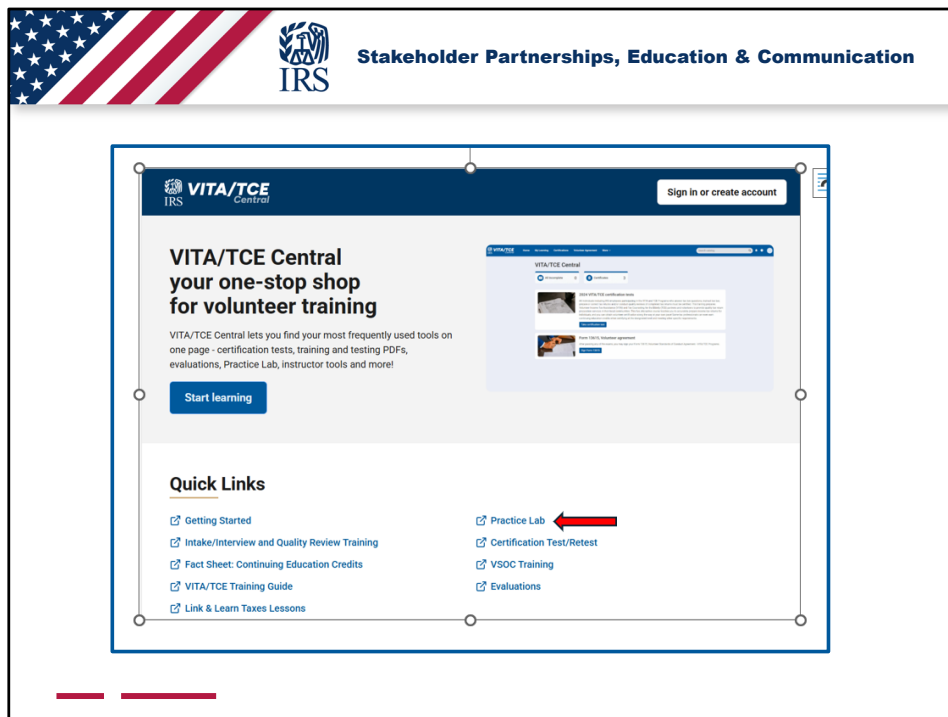 IRS
Stakeholder Partnerships, Education & Communication
IRS
VITA/TCE
Central
Sign in or create account
VITA/TCE Central
your one-stop shop
for volunteer training
VITA/TCE Central lets you find your most frequently used tools on
one page - certification tests, training and testing PDFs,
evaluations, Practice Lab, instructor tools and more!
Start learning
VITA/TCE Central
Quick Links
Getting Started
Intake/Interview and Quality Review Training
Fact Sheet: Continuing Education Credits
VITA/TCE Training Guide
Link & Learn Taxes Lessons
Practice Lab
Certification Test/Retest
VSOC Training
Evaluations